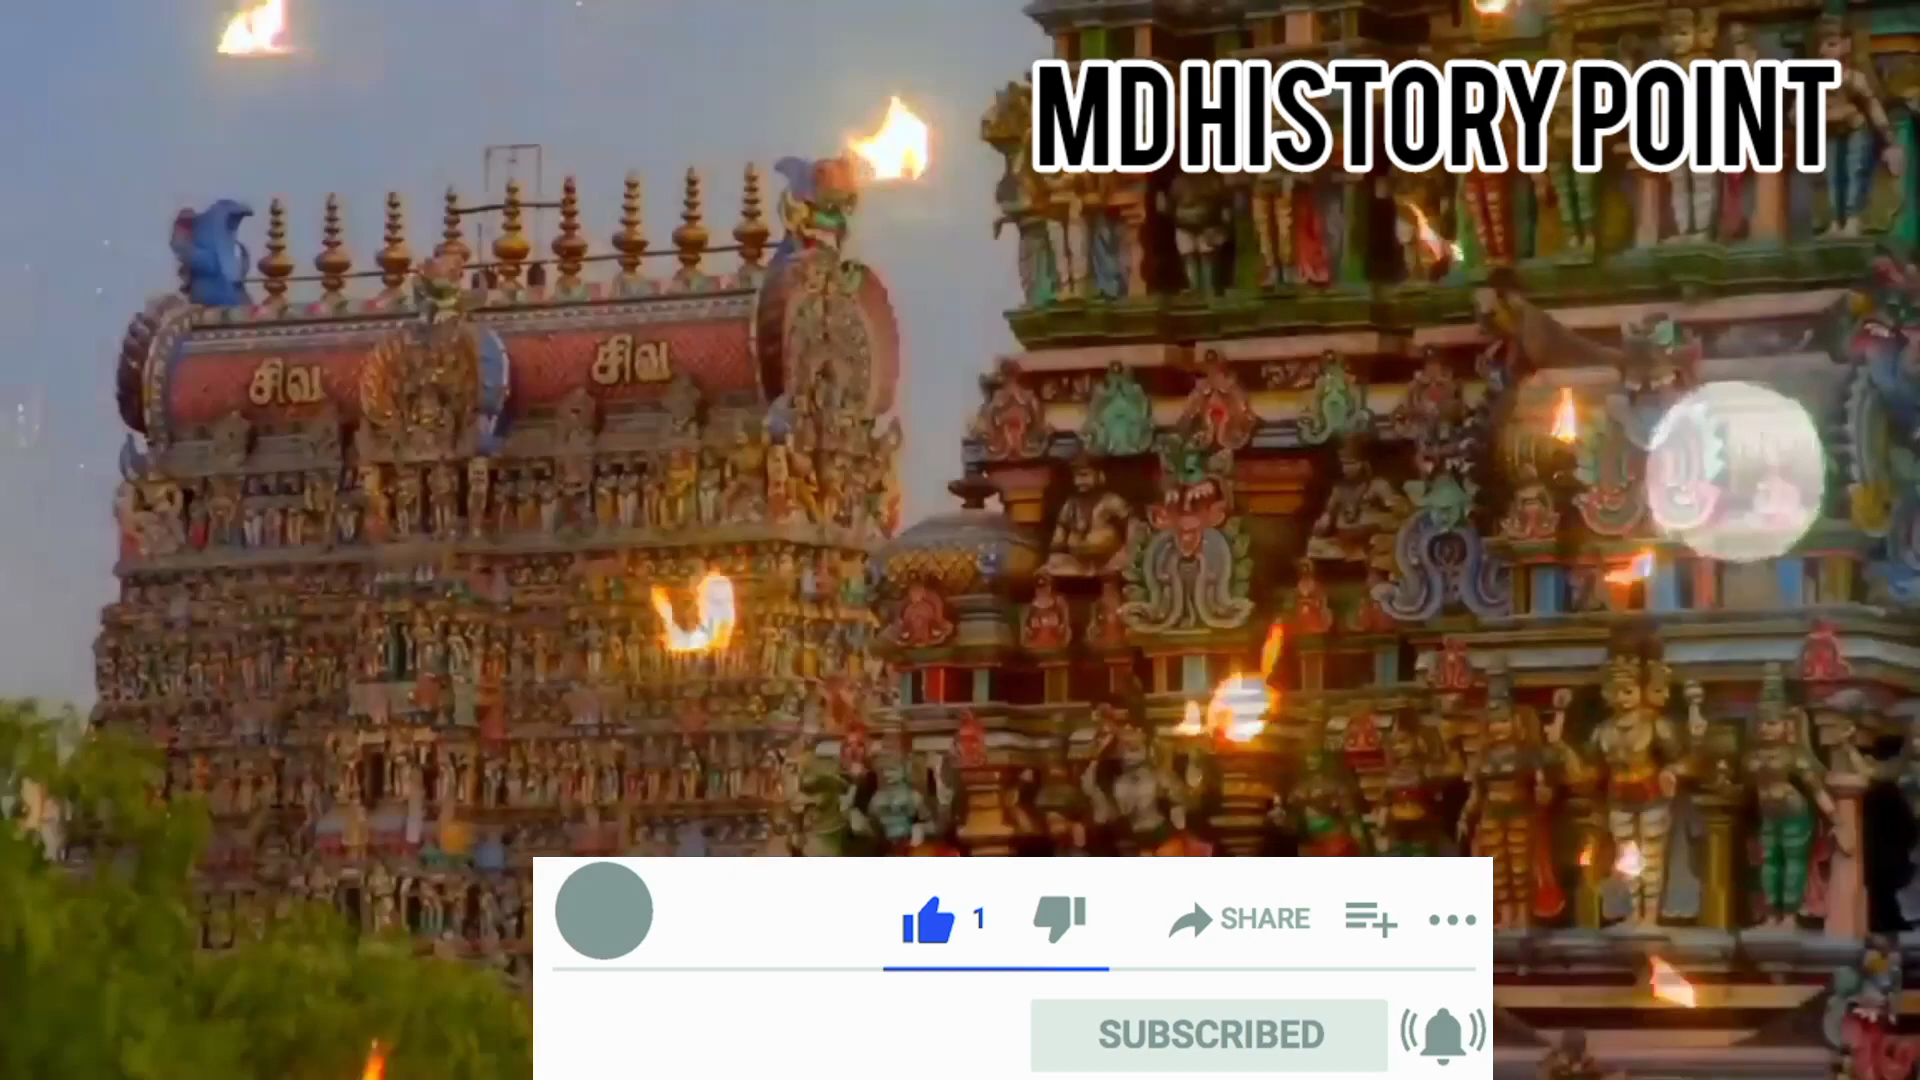 MD HISTORY POINT
சிவ சிவ
1 SHARE
SUBSCRIBED